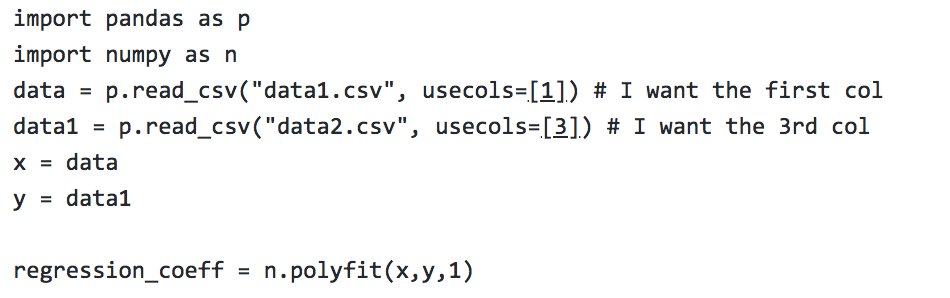 import pandas as p
import numpy as n
data = p.read_csv("data1.csv", usecols=[1]) # I want the first col
data1 = p.read_csv("data2.csv", usecols=[3]) # I want the 3rd col
x = data
y = data1
regression_coeff = n.polyfit(x,y,1)